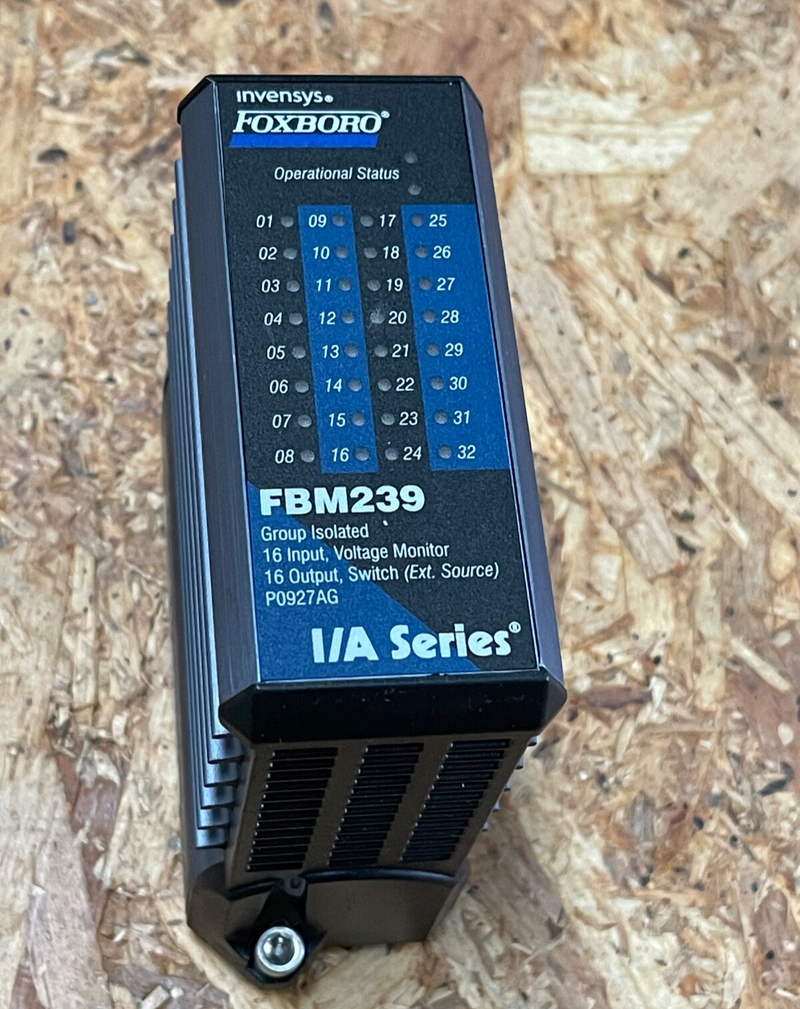 invensys®
FOXBORO®
Operational Status
01 09 17 25
02 10 18 26
03 11 19 27
04 12 20 28
05 13 21 29
06 14 22 30
07 15 23 31
08 16 24 32
FBM239
Group Isolated
16 Input, Voltage Monitor
16 Output, Switch (Ext. Source)
P0927AG
I/A Series®